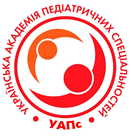 УКРАЇНСЬКА АКАДЕМІЯ ПЕДІАТРИЧНИХ СПЕЦІАЛЬНОСТЕЙ
УАПс